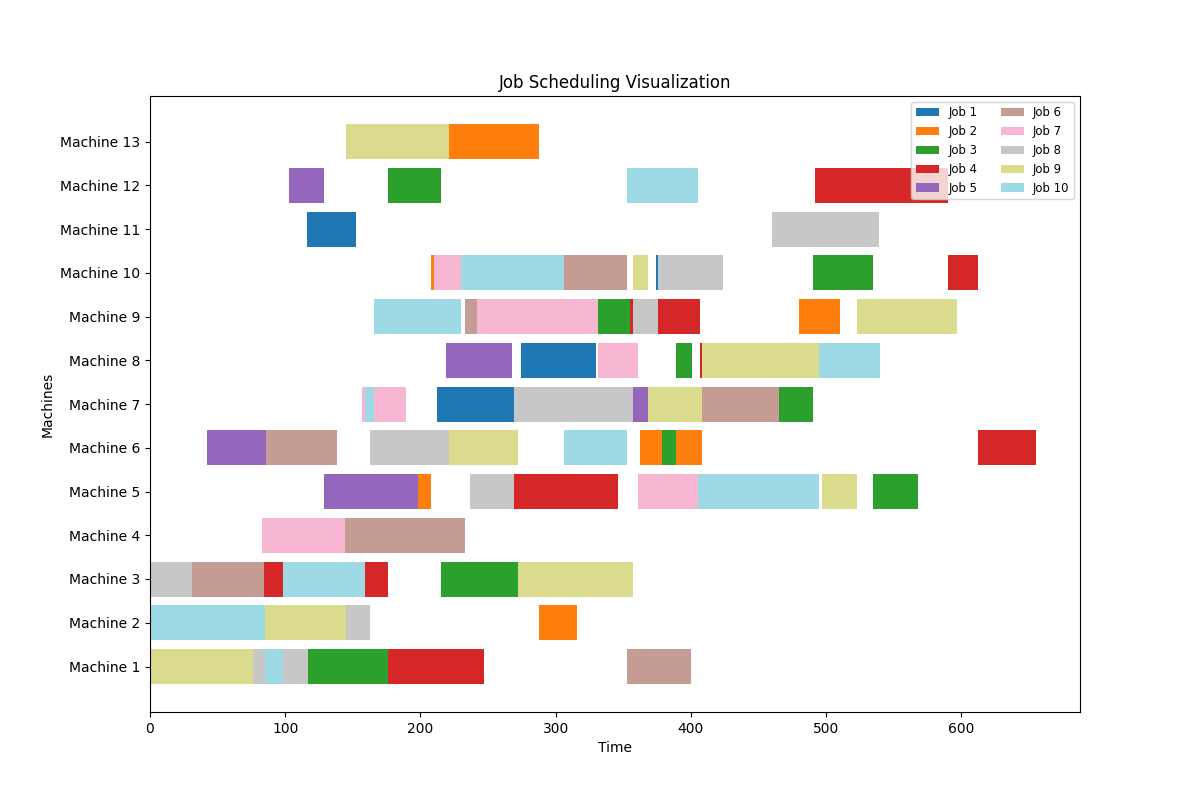 Job Scheduling Visualization
Machine 13
Machine 12
Machine 11
Machine 10
Machine 9
Machine 8
Machine 7
Machine 6
Machine 5
Machine 4
Machine 3
Machine 2
Machine 1
Machines
0 100 200 300 400 500 600
Time
Job 1
Job 2
Job 3
Job 4
Job 5
Job 6
Job 7
Job 8
Job 9
Job 10